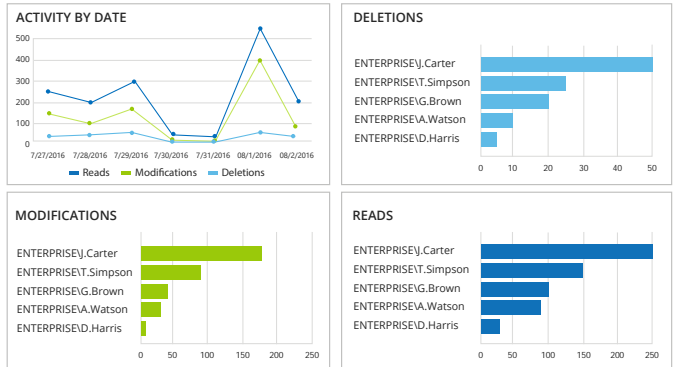 ACTIVITY BY DATE
500
400
300
200
100
0
7/27/2016 7/28/2016 7/29/2016 7/30/2016 7/31/2016 08/1/2016 08/2/2016
Reads Modifications Deletions
DELETIONS
ENTERPRISE\J.Carter
ENTERPRISE\T.Simpson
ENTERPRISE\G.Brown
ENTERPRISE\A.Watson
ENTERPRISE\D.Harris
0 10 20 30 40 50
MODIFICATIONS
ENTERPRISE\J.Carter
ENTERPRISE\T.Simpson
ENTERPRISE\G.Brown
ENTERPRISE\A.Watson
ENTERPRISE\D.Harris
0 50 100 150 200 250
READS
ENTERPRISE\J.Carter
ENTERPRISE\T.Simpson
ENTERPRISE\G.Brown
ENTERPRISE\A.Watson
ENTERPRISE\D.Harris
0 50 100 150 200 250